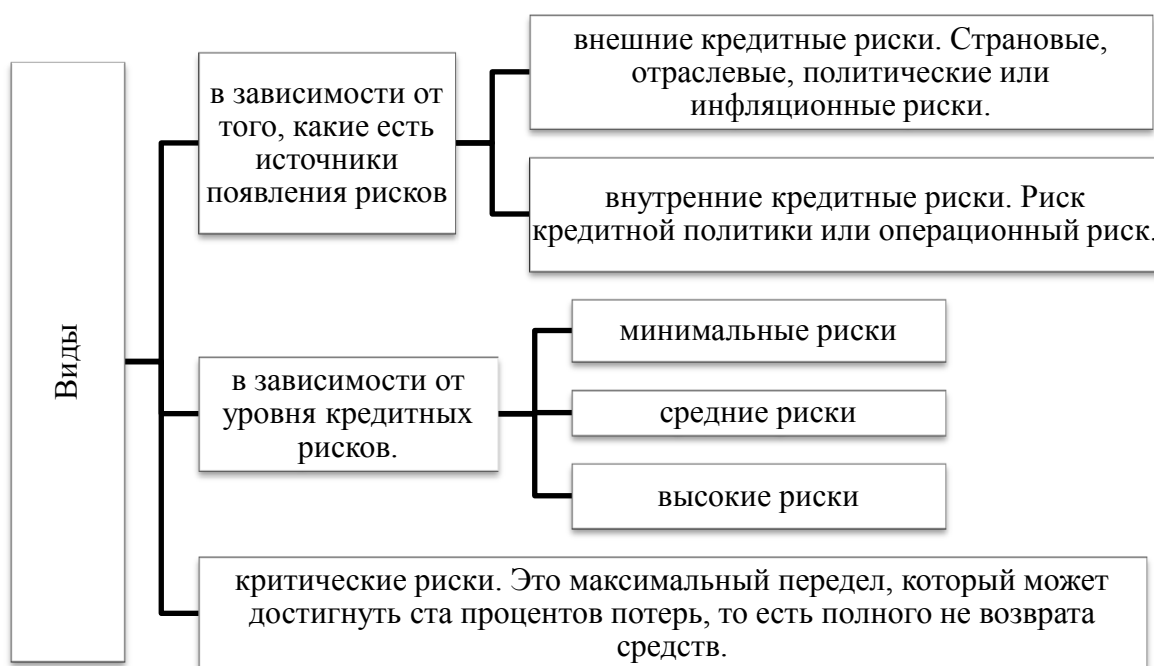 Виды
в зависимости от
того, какие есть
источники
появления рисков
внешние кредитные риски. Страновые,
отраслевые, политические или
инфляционные риски.
внутренние кредитные риски. Риск
кредитной политики или операционный риск.
в зависимости от
уровня кредитных
рисков.
минимальные риски
средние риски
высокие риски
критические риски. Это максимальный передел, который может
достигнуть ста процентов потерь, то есть полного не возврата
средств.